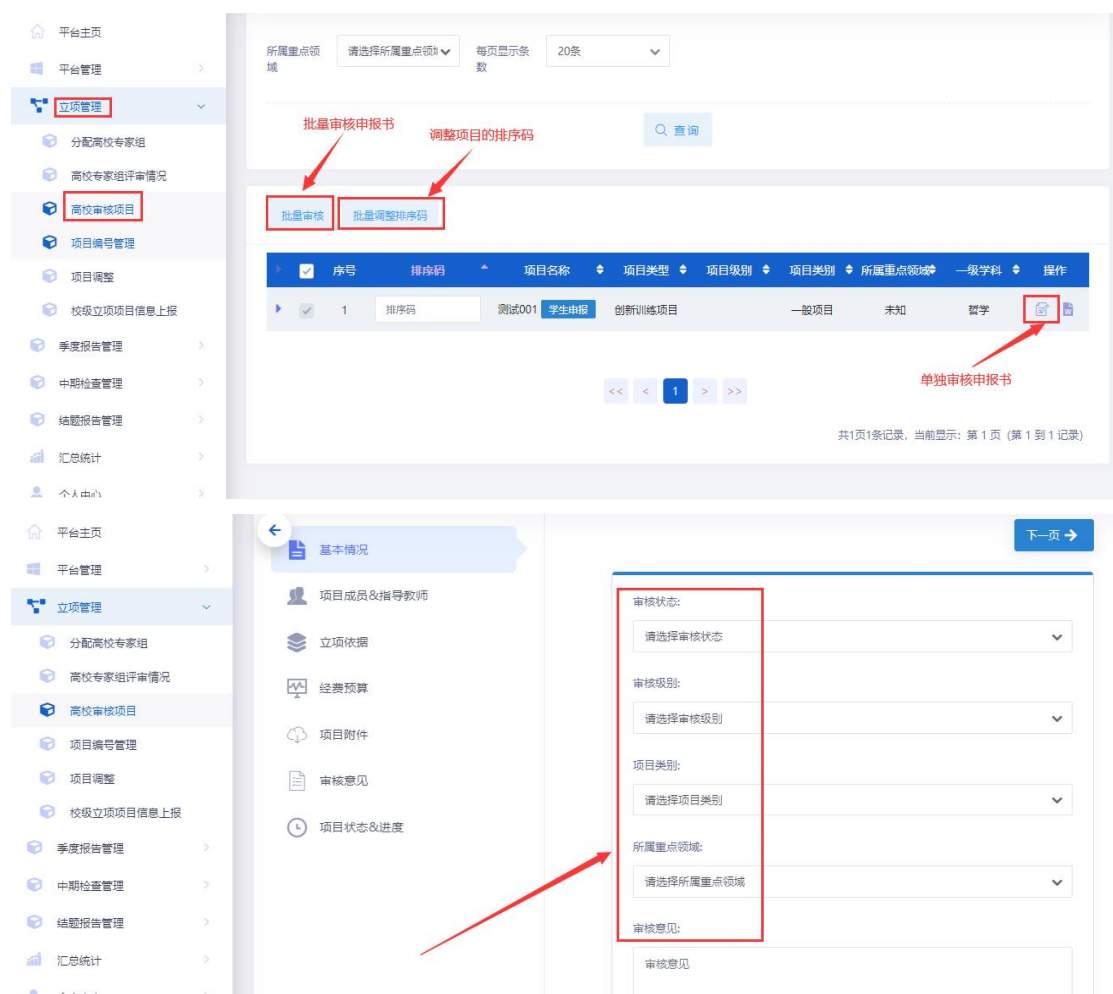 平台主页
平台管理
立项管理
分配高校专家组
高校专家组评审情况
高校审核项目
项目编号管理
项目调整
校级立项项目信息上报
季度报告管理
中期检查管理
结题报告管理
汇总统计
个人中心
所属重点领域
请选择所属重点领域
每页显示条数
20条
批量审核申报书
调整项目的排序码
查询
批量审核
批量调整排序码
序号 排序码 项目名称 项目类型 项目级别 项目类别 所属重点领域 一级学科 操作
1 排序码 测试001 学生申报 创新训练项目 一般项目 未知 哲学
单独审核申报书
<< < 1 > >>
共1页1条记录, 当前显示: 第 1 页 (第 1 到 1 记录)
平台主页
平台管理
立项管理
分配高校专家组
高校专家组评审情况
高校审核项目
项目编号管理
项目调整
校级立项项目信息上报
季度报告管理
中期检查管理
结题报告管理
汇总统计
基本情况
项目成员&指导教师
立项依据
经费预算
项目附件
审核意见
项目状态&进度
下一页
审核状态:
请选择审核状态
审核级别:
请选择审核级别
项目类别:
请选择项目类别
所属重点领域:
请选择所属重点领域
审核意见:
审核意见